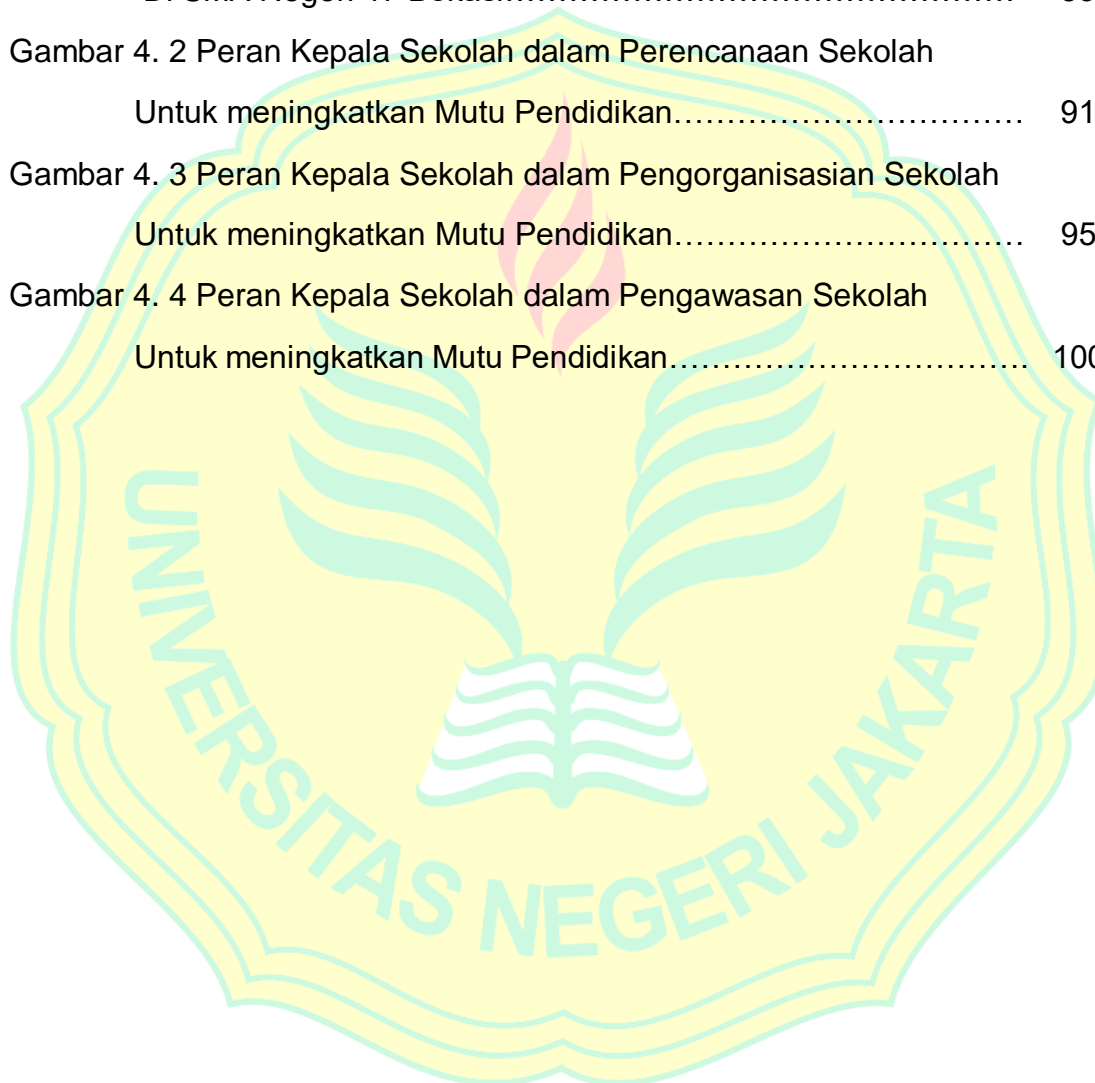 Gambar 4. 2 Peran Kepala Sekolah dalam Perencanaan Sekolah
Untuk meningkatkan Mutu Pendidikan…………………………… 91
Gambar 4. 3 Peran Kepala Sekolah dalam Pengorganisasian Sekolah
Untuk meningkatkan Mutu Pendidikan…………………………… 95
Gambar 4. 4 Peran Kepala Sekolah dalam Pengawasan Sekolah
Untuk meningkatkan Mutu Pendidikan……………………………. 100
UNIVERSITAS NEGERI JAKARTA